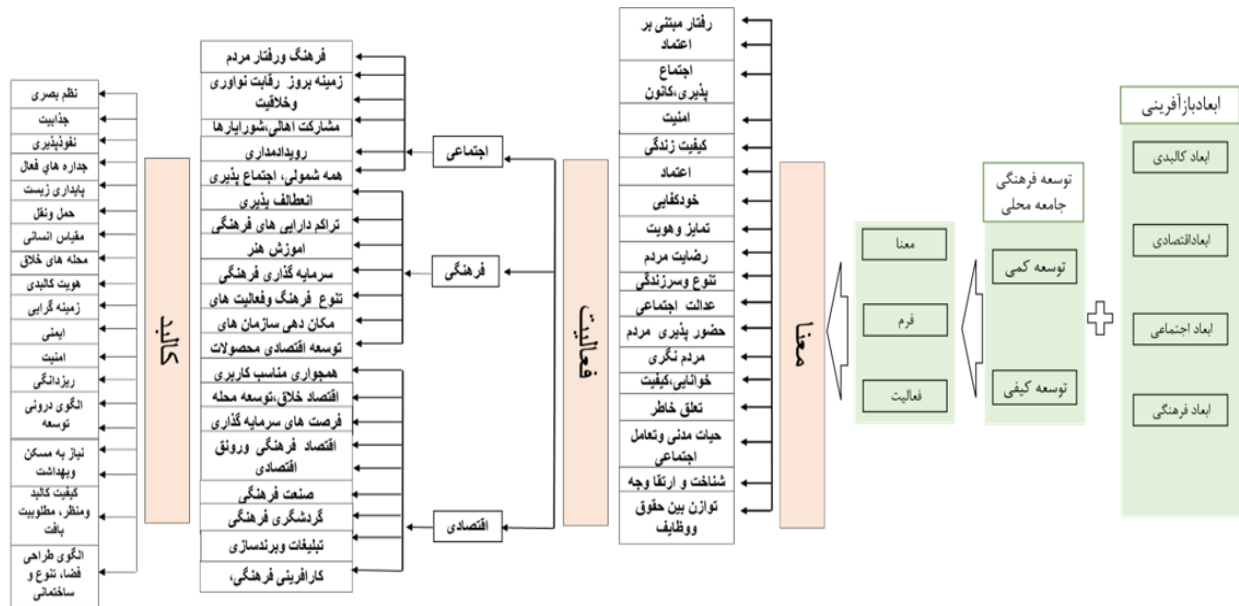 ابعادبازآفرینی
ابعاد کالبدی
ابعاداقتصادی
ابعاد اجتماعی
ابعاد فرهنگی
توسعه فرهنگی
جامعه محلی
توسعه کمی
توسعه کیفی
معنا
فرم
فعالیت
معنا
رفتار مبتنی بر
اعتماد
اجتماع
پذیری،کانون
امنیت
کیفیت زندگی
اعتماد
خودکفایی
تمایز وهویت
رضایت مردم
تنوع وسرزندگی
عدالت اجتماعی
حضور پذیری مردم
مردم نگری
خوانایی،کیفیت
تعلق خاطر
حیات مدنی وتعامل
اجتماعی
شناخت و ارتقا وجه
توازن بین حقوق
ووظایف
فعالیت
اجتماعی
فرهنگی
اقتصادی
فرهنگ ورفتار مردم
زمینه بروز رقابت نواوری
وخلاقیت
مشارکت اهالی،شورایارها
رویدادمداری
همه شمولی، اجتماع پذیری
انعطالف پذیری
تراکم دارایی های فرهنگی
اموزش هنر
سرمایه گذاری فرهنگی
تنوع فرهنگ وفعالیت های
مکان دهی سازمان های
توسعه اقتصادی محصولات
همجواری مناسب کاربری
اقتصاد خلاق،توسعه محله
فرصت های سرمایه گذاری
اقتصاد فرهنگی ورونق
اقتصادی
صنعت فرهنگی
گردشگری فرهنگی
تبلیغات وبرندسازی
کارافرینی فرهنگی،
کالبد
نظم بصری
جذابیت
نفوذپذیری
جداره های فعال
پایداری زیست
حمل ونقل
مقیاس انسانی
محله های خلاق
هویت کالبدی
زمینه گرایی
ایمنی
امنیت
ریزدانگی
الگوی درونی
توسعه
نیاز به مسکن
وبهداشت
کیفیت کالبد
ومنظر، مطلوبیت
بافت
الگوی طراحی
فضا، تنوع و
ساختمانی